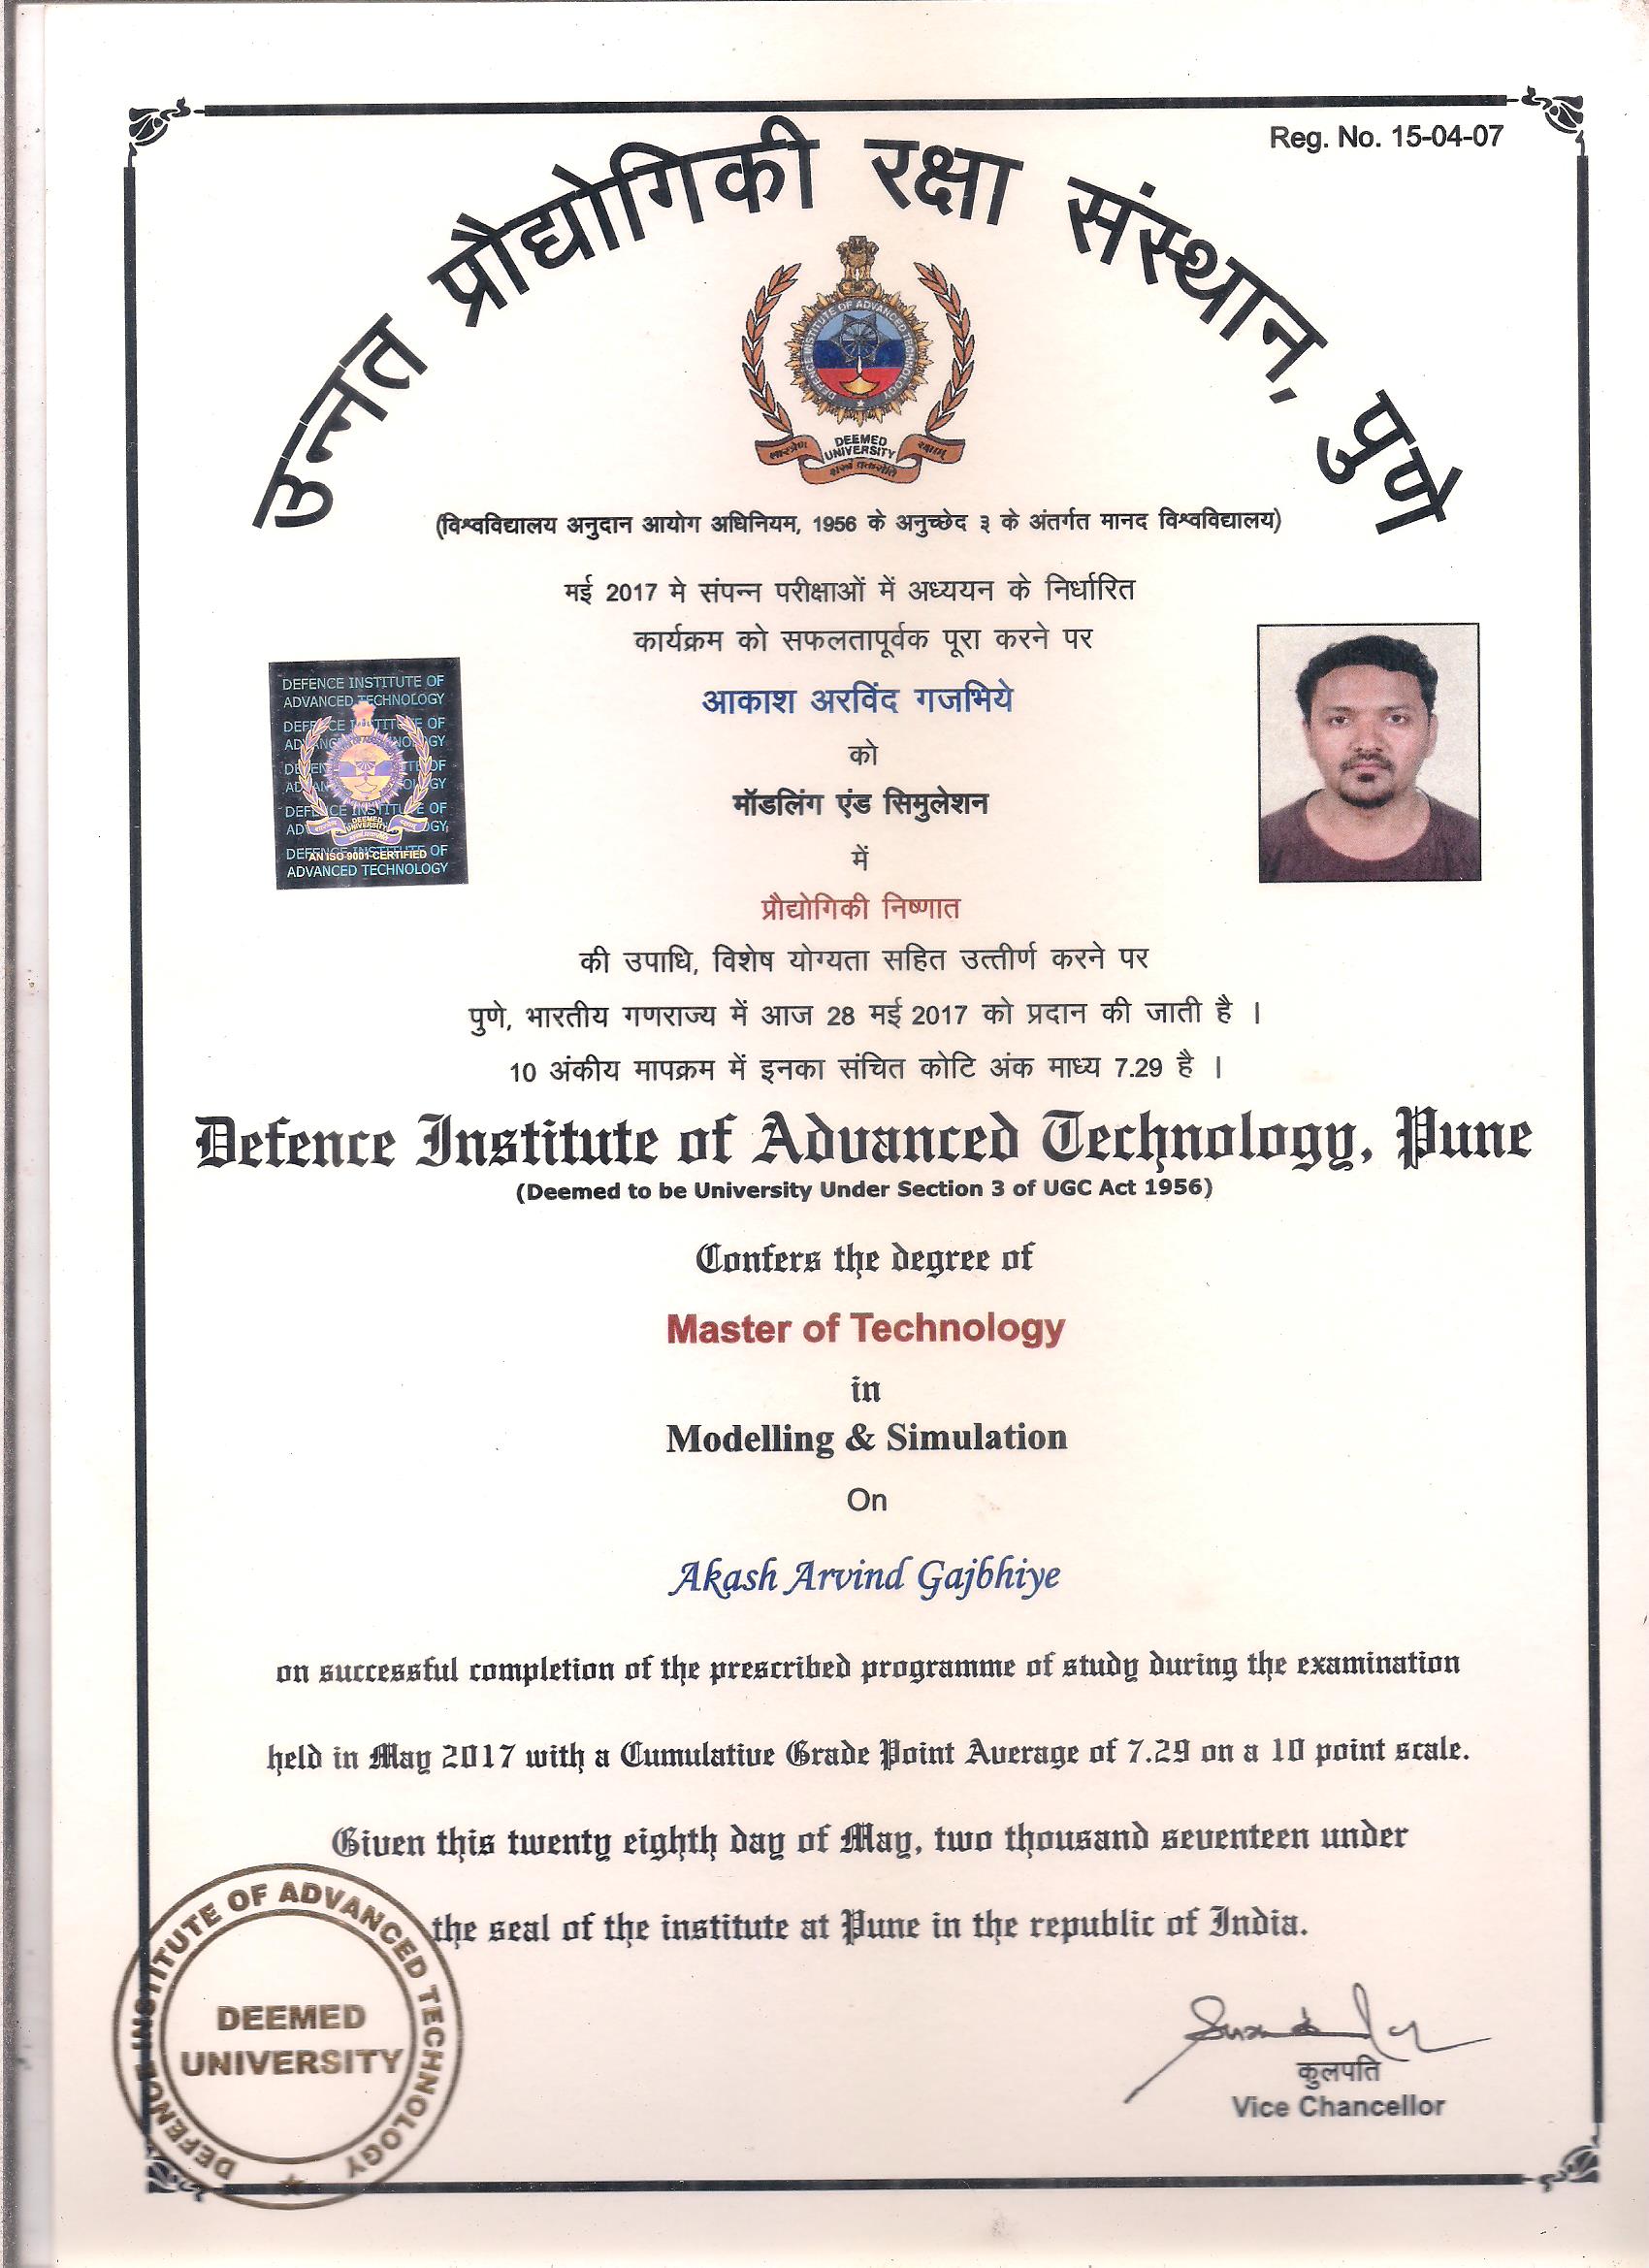 Reg. No. 15-04-07
उन्नत प्रौद्योगिकी रक्षा संस्थान, पुणे
DEFENCE INSTITUTE OF ADVANCED TECHNOLOGY
DEEMED
UNIVERSITY
(विश्वविद्यालय अनुदान आयोग अधिनियम, 1956 के अनुच्छेद ३ के अंतर्गत मानद विश्वविद्यालय)
मई 2017 मे संपन्न परीक्षाओं में अध्ययन के निर्धारित
कार्यक्रम को सफलतापूर्वक पूरा करने पर
आकाश अरविंद गजभिये
को
मॉडलिंग एंड सिमुलेशन
में
प्रौद्योगिकी निष्णात
की उपाधि, विशेष योग्यता सहित उत्तीर्ण करने पर
पुणे, भारतीय गणराज्य में आज 28 मई 2017 को प्रदान की जाती है ।
10 अंकीय मापक्रम में इनका संचित कोटि अंक माध्य 7.29 है ।
DEFENCE INSTITUTE OF
ADVANCED TECHNOLOGY
DEEMED
UNIVERSITY
AN ISO 9001 CERTIFIED
DEFENCE INSTITUTE OF
ADVANCED TECHNOLOGY
Defence Institute of Advanced Technology, Pune
(Deemed to be University Under Section 3 of UGC Act 1956)
Confers the degree of
Master of Technology
in
Modelling & Simulation
On
Akash Arvind Gajbhiye
on successful completion of the prescribed programme of study during the examination
held in May 2017 with a Cumulative Grade Point Average of 7.29 on a 10 point scale.
Given this twenty eighth day of May, two thousand seventeen under
the seal of the institute at Pune in the republic of India.
DEFENCE INSTITUTE OF ADVANCED TECHNOLOGY
DEEMED
UNIVERSITY
कुलपति
Vice Chancellor